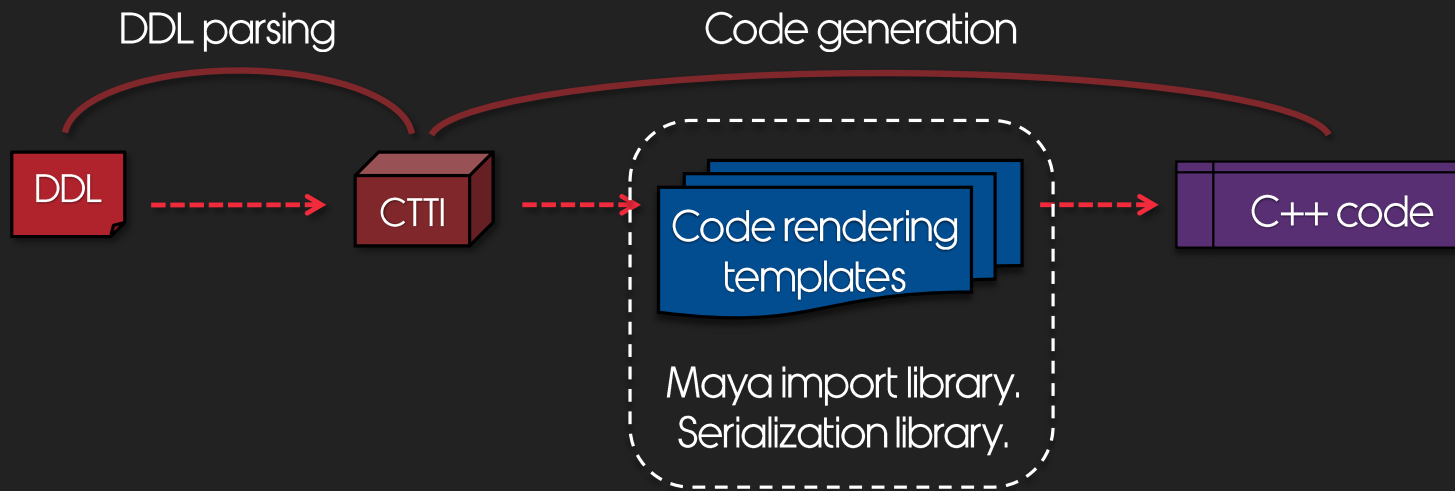 DDL parsing
Code generation
DDL
CTTI
Code rendering
templates
C++ code
Maya import library.
Serialization library.